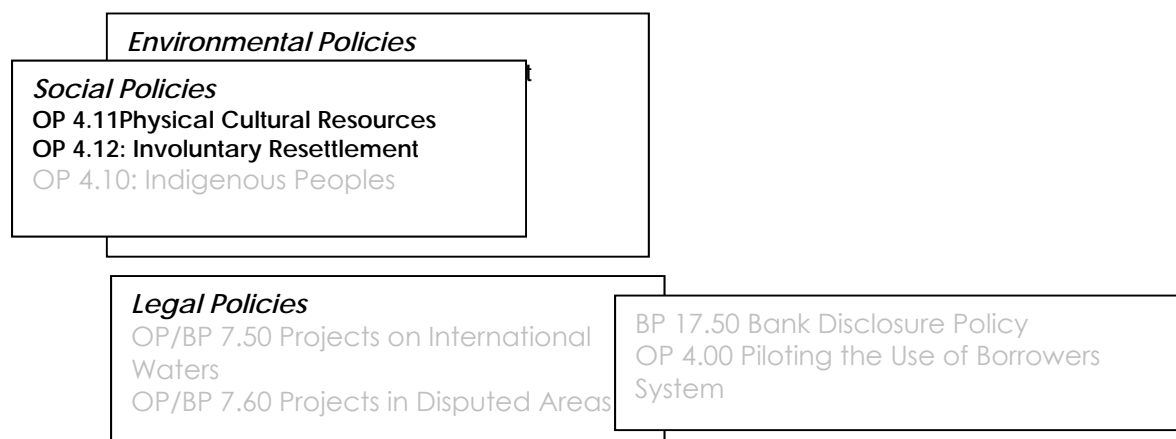 Environmental Policies
Social Policies
OP 4.11Physical Cultural Resources
OP 4.12: Involuntary Resettlement
OP 4.10: Indigenous Peoples
Legal Policies
OP/BP 7.50 Projects on International
Waters
OP/BP 7.60 Projects in Disputed Areas
BP 17.50 Bank Disclosure Policy
OP 4.00 Piloting the Use of Borrowers
System